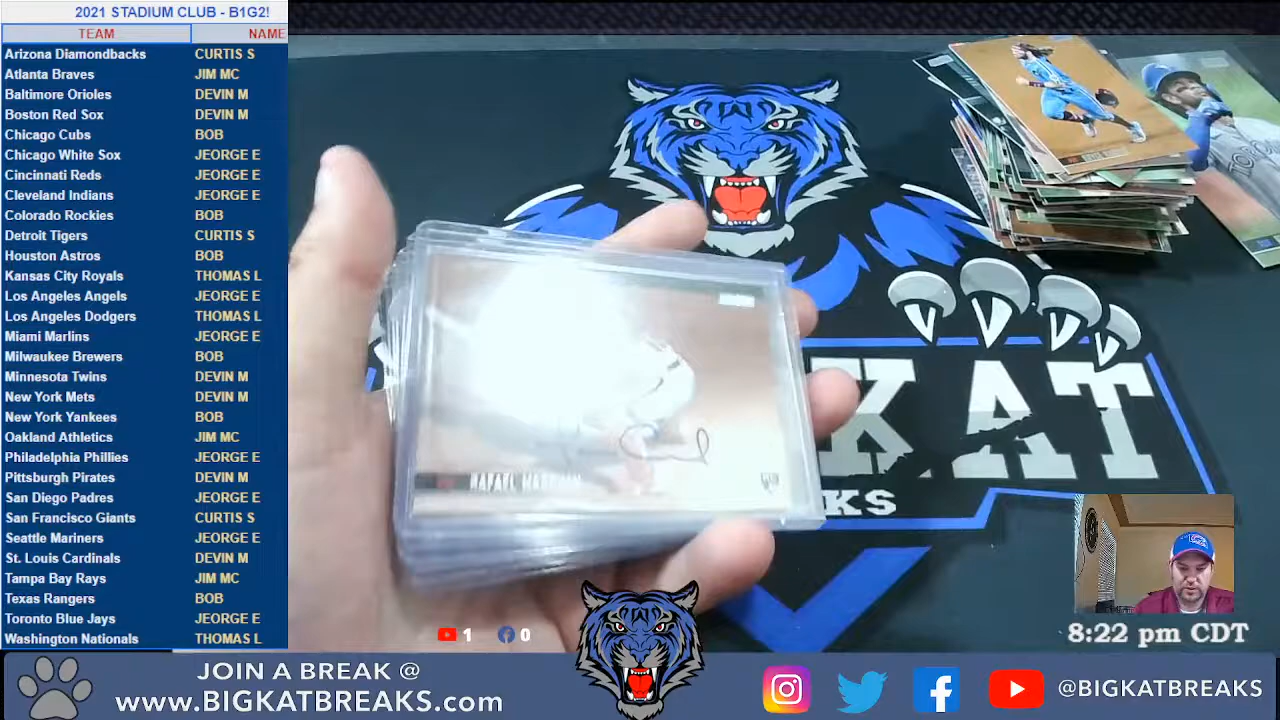 2021 STADIUM CLUB - B1G2!
TEAM NAME
Arizona Diamondbacks CURTIS S
Atlanta Braves JIM MC
Baltimore Orioles DEVIN M
Boston Red Sox DEVIN M
Chicago Cubs BOB
Chicago White Sox JEORGE E
Cincinnati Reds JEORGE E
Cleveland Indians JEORGE E
Colorado Rockies BOB
Detroit Tigers CURTIS S
Houston Astros BOB
Kansas City Royals THOMAS L
Los Angeles Angels JEORGE E
Los Angeles Dodgers THOMAS L
Miami Marlins JEORGE E
Milwaukee Brewers BOB
Minnesota Twins DEVIN M
New York Mets DEVIN M
New York Yankees BOB
Oakland Athletics JIM MC
Philadelphia Phillies JEORGE E
Pittsburgh Pirates DEVIN M
San Diego Padres JEORGE E
San Francisco Giants CURTIS S
Seattle Mariners JEORGE E
St. Louis Cardinals DEVIN M
Tampa Bay Rays JIM MC
Texas Rangers BOB
Toronto Blue Jays JEORGE E
Washington Nationals THOMAS L
RAFAEL
KAT
KS
1 0
8:22 pm CDT
JOIN A BREAK @
www.BIGKATBREAKS.com
@BIGKATBREAKS